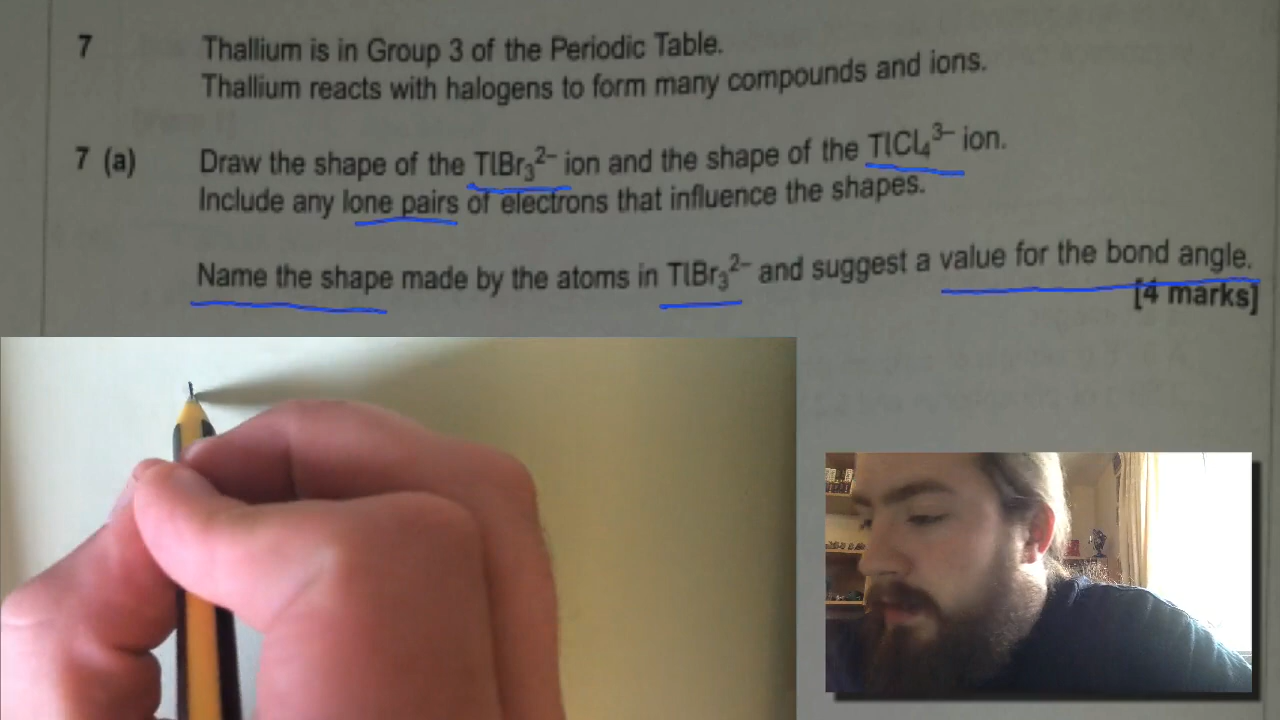 7 Thallium is in Group 3 of the Periodic Table.
Thallium reacts with halogens to form many compounds and ions.
7 (a) Draw the shape of the TlBr₃²⁻ ion and the shape of the TlCl₄³⁻ ion.
Include any lone pairs of electrons that influence the shapes.
Name the shape made by the atoms in TlBr₃²⁻ and suggest a value for the bond angle.
[4 marks]